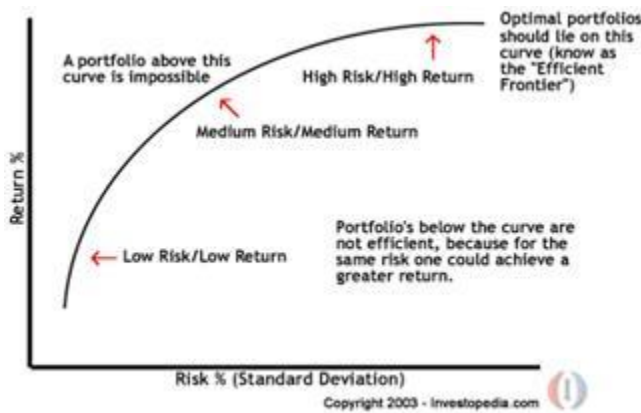 Optimal portfolios
should lie on this
curve (know as
the "Efficient
Frontier")
A portfolio above this
curve is impossible
High Risk/High Return
Medium Risk/Medium Return
Low Risk/Low Return
Portfolio's below the curve are
not efficient, because for the
same risk one could achieve a
greater return.
Return %
Risk % (Standard Deviation)
Copyright 2003 - Investopedia.com